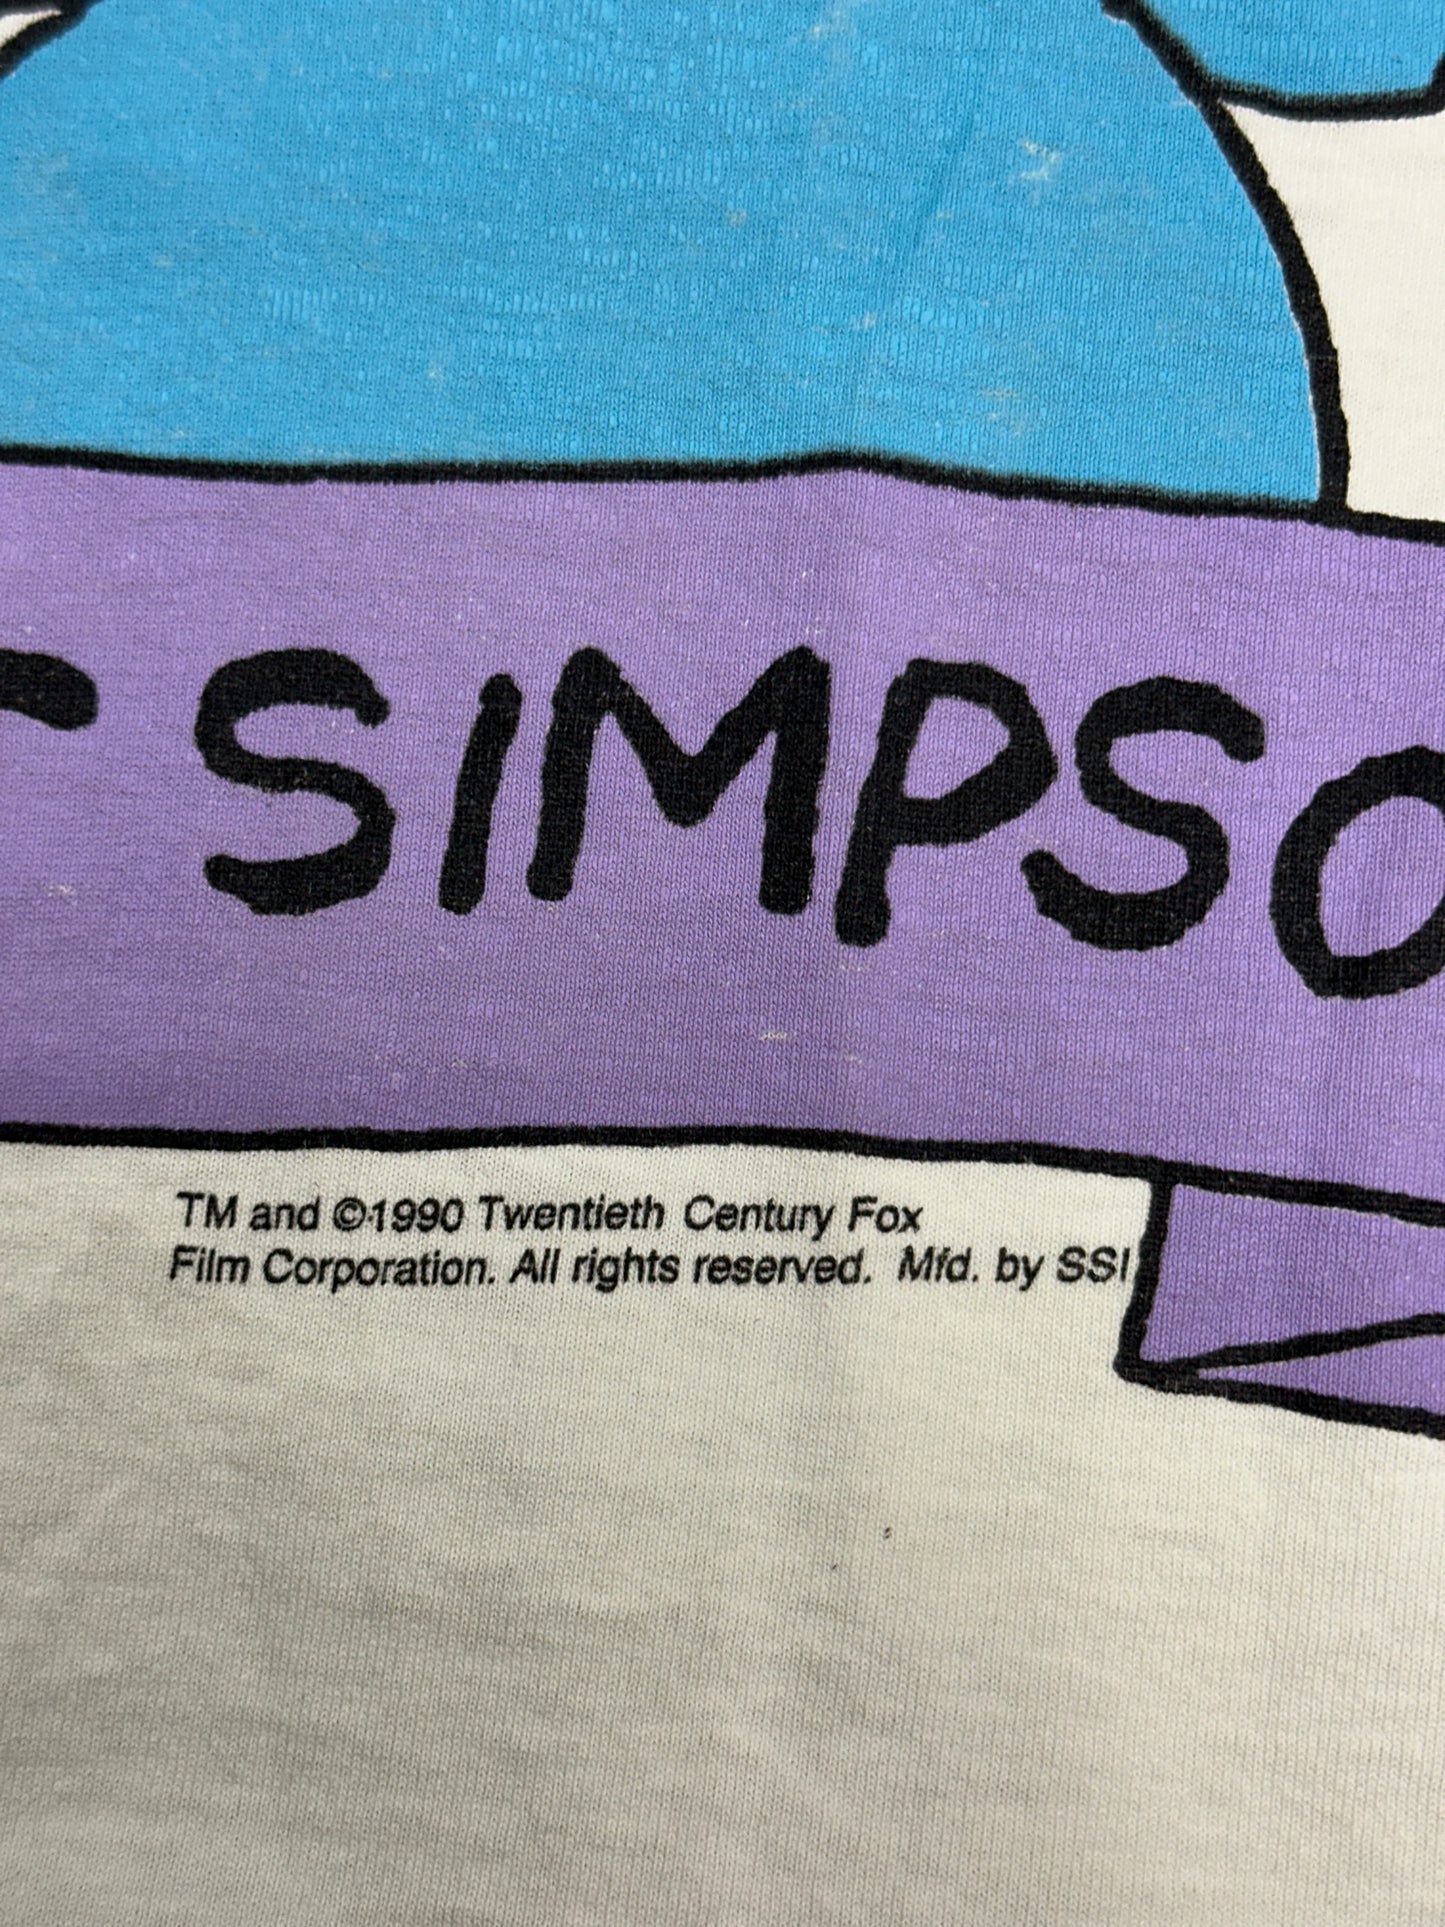 T SIMPSO
TM and ©1990 Twentieth Century Fox
Film Corporation. All rights reserved. Mfd. by SSI